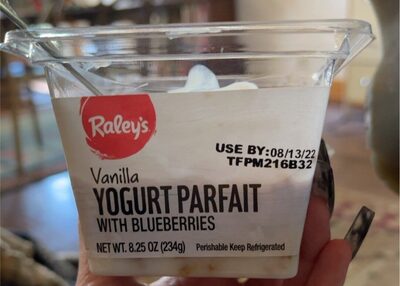 Raley's
USE BY:08/13/22
TFPM216B32
Vanilla
YOGURT PARFAIT
WITH BLUEBERRIES
NET WT. 8.25 OZ (234g) Perishable Keep Refrigerated